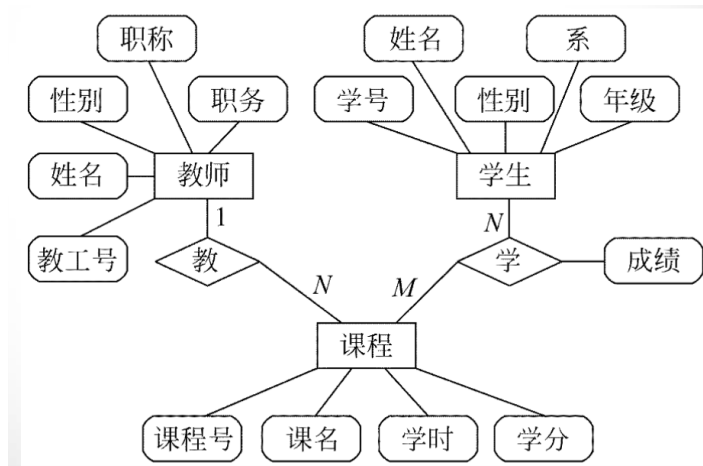 职称
姓名
系
性别
职务
学号
性别
年级
姓名
教师
学生
1
N
教工号
教
学
成绩
N
M
课程
课程号
课名
学时
学分